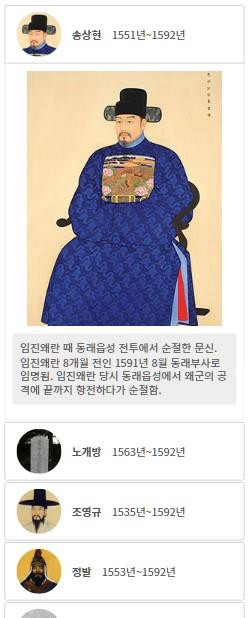 송상현 1551년~1592년
임진왜란 때 동래읍성 전투에서 순절한 문신.
임진왜란 8개월 전인 1591년 8월 동래부사로
임명됨. 임진왜란 당시 동래읍성에서 왜군의 공
격에 끝까지 항전하다가 순절함.
노개방 1563년~1592년
조영규 1535년~1592년
정발 1553년~1592년